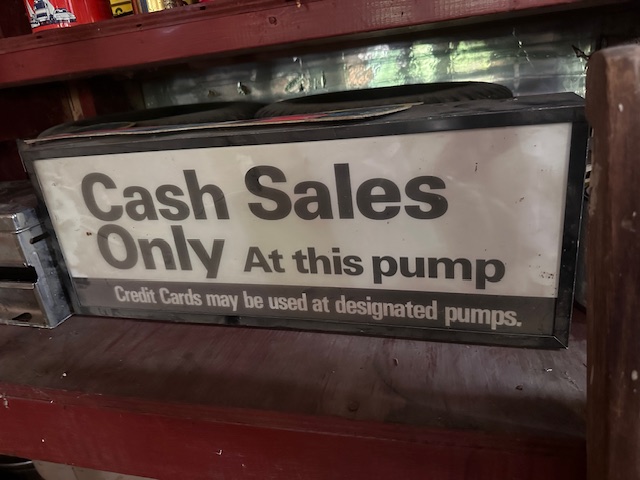 Cash Sales
Only At this pump
Credit Cards may be used at designated pumps.